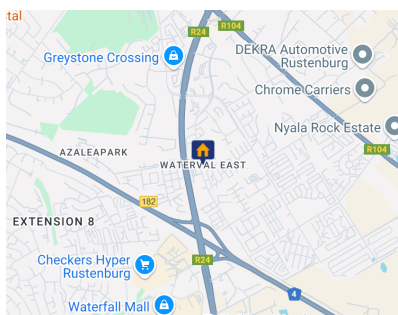 tal
R24
R104
Greystone Crossing
DEKRA Automotive
Rustenburg
Chrome Carriers
Nyala Rock Estate
R104
AZALEAPARK
WATERVAL EAST
182
EXTENSION 8
Checkers Hyper
Rustenburg
R24
4
Waterfall Mall